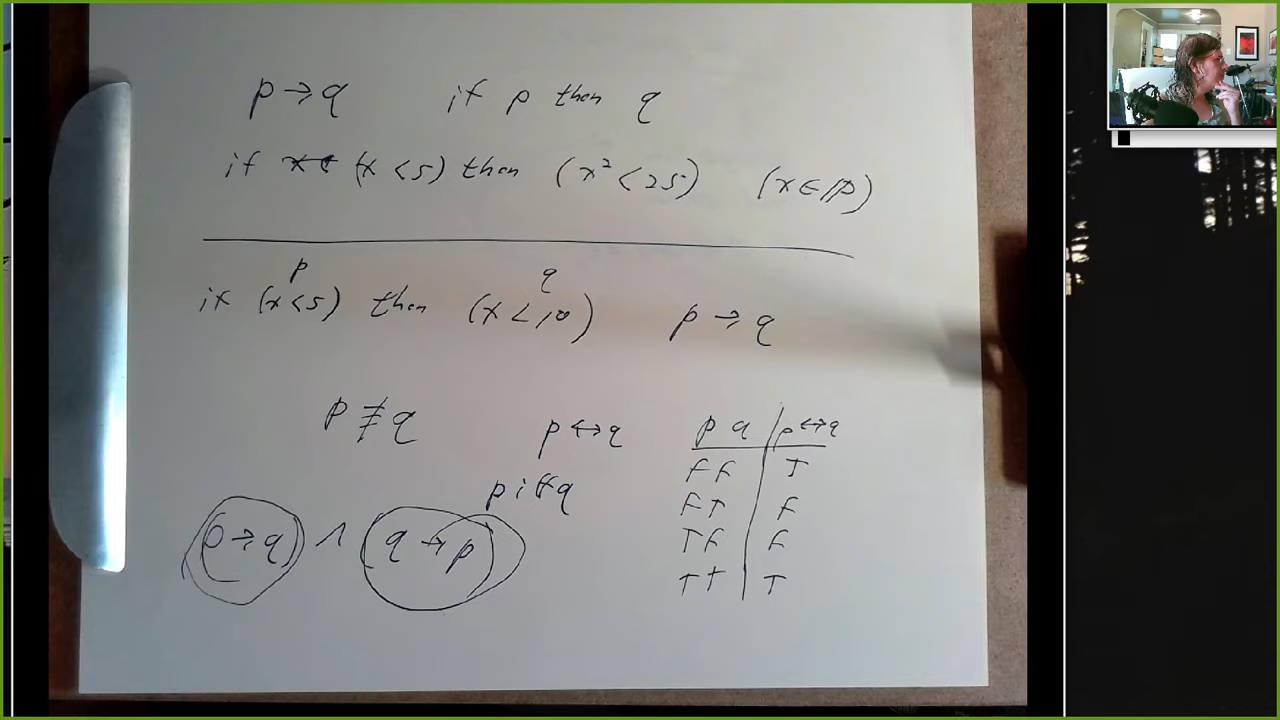 p → q if p then q
if (x < 5) then (x² < 25) (x ∈ ℝ)
p q
if (x < 5) then (x < 10) p → q
p ≢ q p ↔ q
p q | p ↔ q
F F | T
p iff q
F T | F
(p → q) ∧ (q → p)
T F | F
T T | T